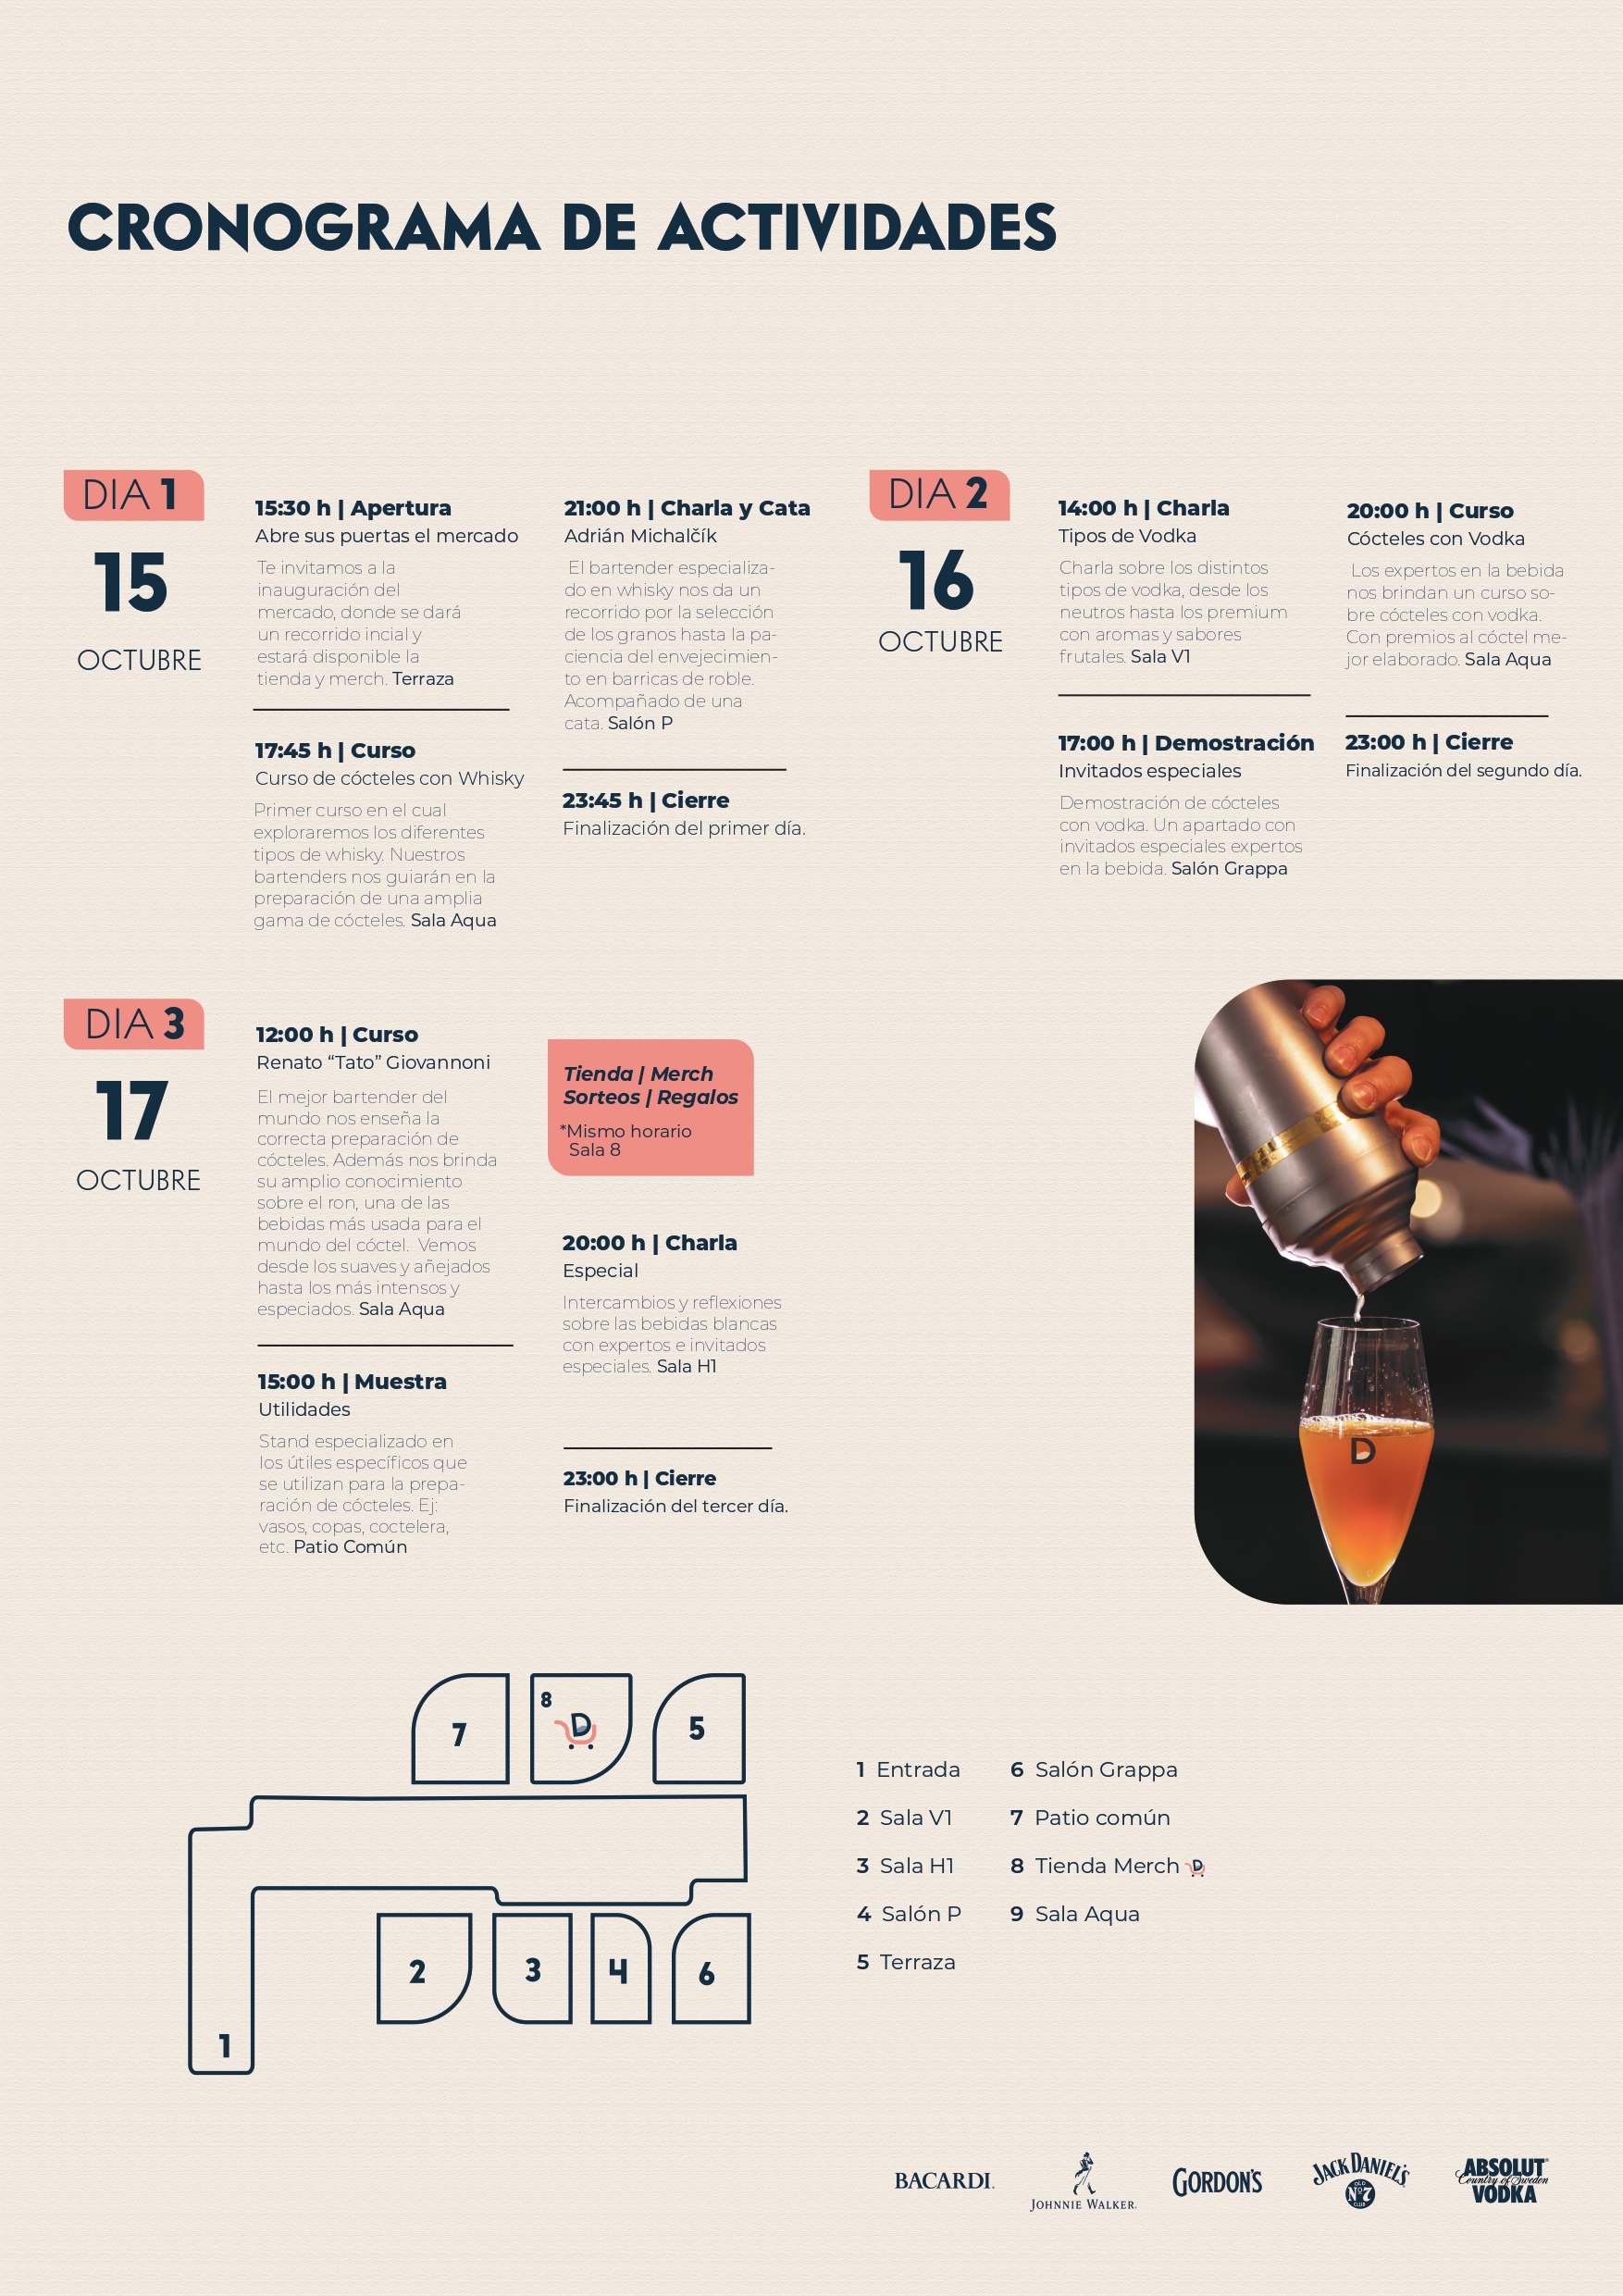 CRONOGRAMA DE ACTIVIDADES
DIA 1
15
OCTUBRE
15:30 h | Apertura
Abre sus puertas el mercado
Te invitamos a la
inauguración del
mercado, donde se dará
un recorrido incial y
estará disponible la
tienda y merch. Terraza
17:45 h | Curso
Curso de cócteles con Whisky
Primer curso en el cual
exploraremos los diferentes
tipos de whisky. Nuestros
bartenders nos guiarán en la
preparación de una amplia
gama de cócteles. Sala Aqua
21:00 h | Charla y Cata
Adrián Michalčík
El bartender especializa-
do en whisky nos da un
recorrido por la selección
de los granos hasta la pa-
ciencia del envejecimien-
to en barricas de roble.
Acompañado de una
cata. Salón P
23:45 h | Cierre
Finalización del primer día.
DIA 2
16
OCTUBRE
14:00 h | Charla
Tipos de Vodka
Charla sobre los distintos
tipos de vodka, desde los
neutros hasta los premium
con aromas y sabores
frutales. Sala V1
17:00 h | Demostración
Invitados especiales
Demostración de cócteles
con vodka. Un apartado con
invitados especiales expertos
en la bebida. Salón Grappa
20:00 h | Curso
Cócteles con Vodka
Los expertos en la bebida
nos brindan un curso so-
bre cócteles con vodka.
Con premios al cóctel me-
jor elaborado. Sala Aqua
23:00 h | Cierre
Finalización del segundo día.
DIA 3
17
OCTUBRE
12:00 h | Curso
Renato “Tato” Giovannoni
El mejor bartender del
mundo nos enseña la
correcta preparación de
cócteles. Además nos brinda
su amplio conocimiento
sobre el ron, una de las
bebidas más usada para el
mundo del cóctel. Vemos
desde los suaves y añejados
hasta los más intensos y
especiados. Sala Aqua
15:00 h | Muestra
Utilidades
Stand especializado en
los útiles específicos que
se utilizan para la prepa-
ración de cócteles. Ej:
vasos, copas, coctelera,
etc. Patio Común
Tienda | Merch
Sorteos | Regalos
*Mismo horario
Sala 8
20:00 h | Charla
Especial
Intercambios y reflexiones
sobre las bebidas blancas
con expertos e invitados
especiales. Sala H1
23:00 h | Cierre
Finalización del tercer día.
D
7
8
D
5
2
3
4
6
1
1 Entrada
2 Sala V1
3 Sala H1
4 Salón P
5 Terraza
6 Salón Grappa
7 Patio común
8 Tienda Merch D
9 Sala Aqua
BACARDI.
JOHNNIE WALKER.
GORDON'S
JACK DANIEL'S
OLD
Nº7
CLUB
ABSOLUT
Country of Sweden
VODKA